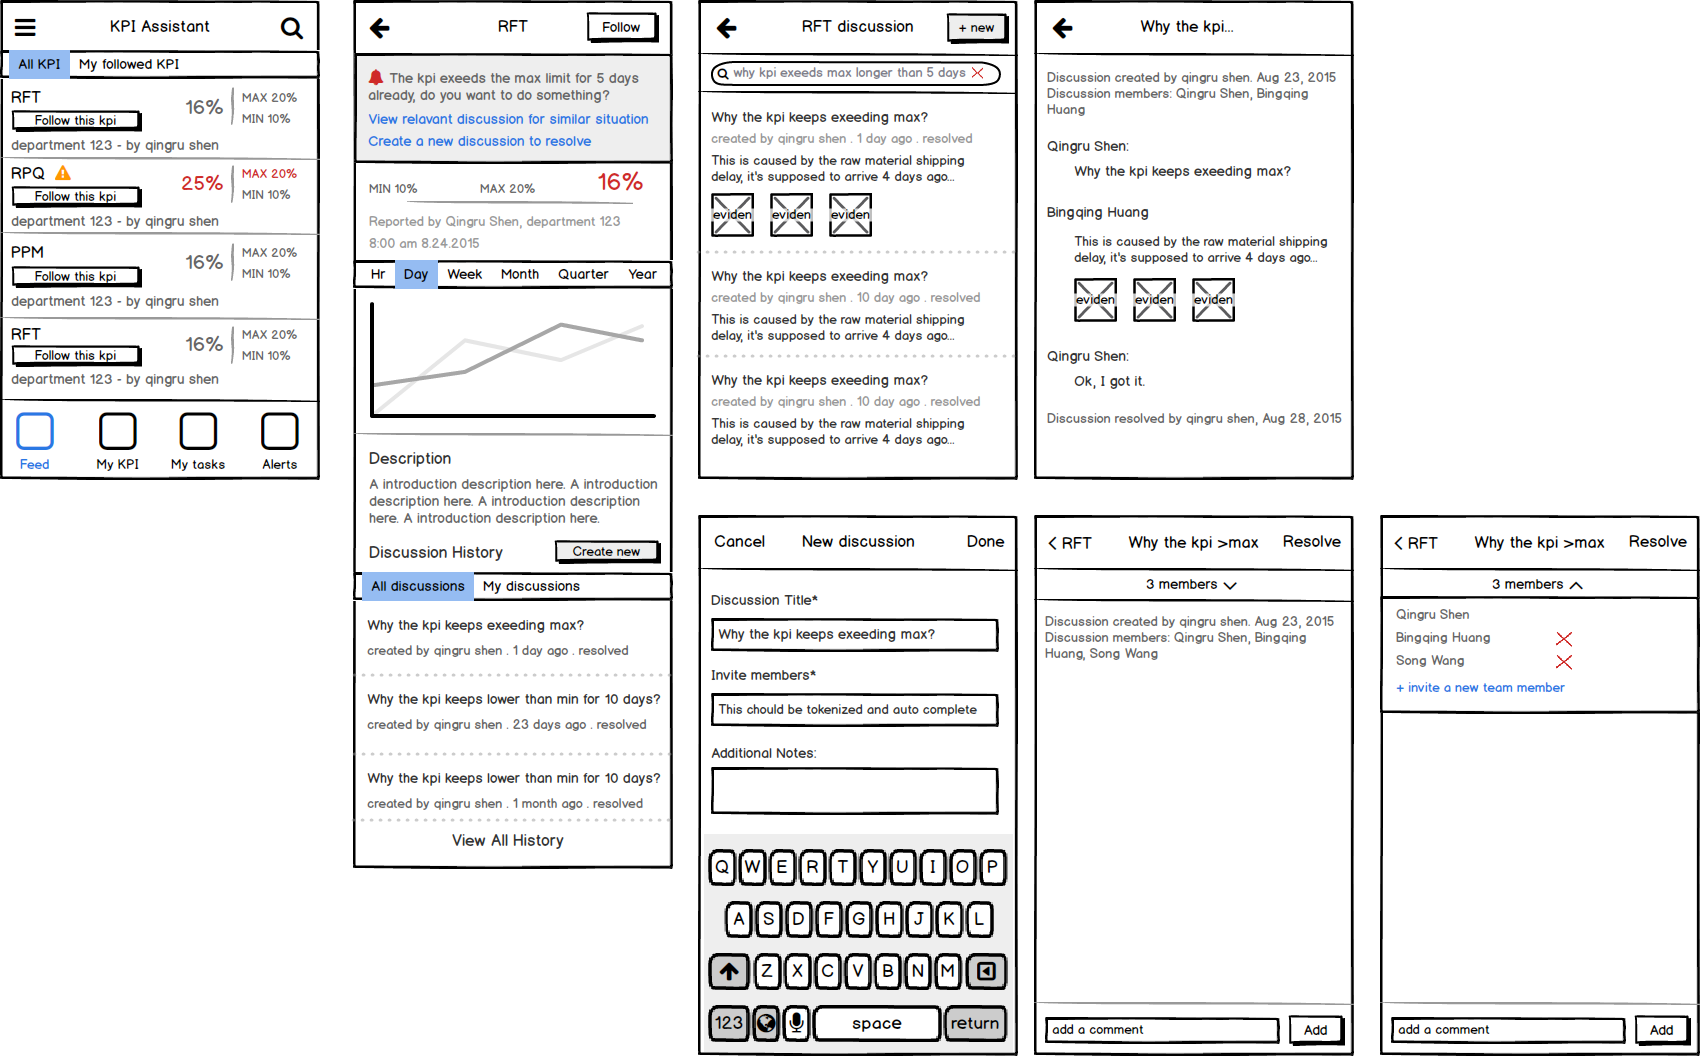 KPI Assistant
All KPI My followed KPI
RFT
Follow this kpi
16%
MAX 20%
MIN 10%
department 123 - by qingru shen
RPQ
Follow this kpi
25%
MAX 20%
MIN 10%
department 123 - by qingru shen
PPM
Follow this kpi
16%
MAX 20%
MIN 10%
department 123 - by qingru shen
RFT
Follow this kpi
16%
MAX 20%
MIN 10%
department 123 - by qingru shen
Feed My KPI My tasks Alerts
RFT Follow
The kpi exeeds the max limit for 5 days
already, do you want to do something?
View relavant discussion for similar situation
Create a new discussion to resolve
MIN 10% MAX 20% 16%
Reported by Qingru Shen, department 123
8:00 am 8.24.2015
Hr Day Week Month Quarter Year
Description
A introduction description here. A introduction
description here. A introduction description
here. A introduction description here.
Discussion History Create new
All discussions My discussions
Why the kpi keeps exeeding max?
created by qingru shen . 1 day ago . resolved
Why the kpi keeps lower than min for 10 days?
created by qingru shen . 23 days ago . resolved
Why the kpi keeps lower than min for 10 days?
created by qingru shen . 1 month ago . resolved
View All History
RFT discussion + new
why kpi exeeds max longer than 5 days
Why the kpi keeps exeeding max?
created by qingru shen . 1 day ago . resolved
This is caused by the raw material shipping
delay, it's supposed to arrive 4 days ago...
eviden eviden eviden
Why the kpi keeps exeeding max?
created by qingru shen . 10 day ago . resolved
This is caused by the raw material shipping
delay, it's supposed to arrive 4 days ago...
Why the kpi keeps exeeding max?
created by qingru shen . 10 day ago . resolved
This is caused by the raw material shipping
delay, it's supposed to arrive 4 days ago...
Why the kpi...
Discussion created by qingru shen. Aug 23, 2015
Discussion members: Qingru Shen, Bingqing
Huang
Qingru Shen:
Why the kpi keeps exeeding max?
Bingqing Huang
This is caused by the raw material shipping
delay, it's supposed to arrive 4 days ago...
eviden eviden eviden
Qingru Shen:
Ok, I got it.
Discussion resolved by qingru shen, Aug 28, 2015
Cancel New discussion Done
Discussion Title*
Why the kpi keeps exeeding max?
Invite members*
This chould be tokenized and auto complete
Additional Notes:
Q W E R T Y U I O P
A S D F G H J K L
Z X C V B N M
123 space return
< RFT Why the kpi >max Resolve
3 members
Discussion created by qingru shen. Aug 23, 2015
Discussion members: Qingru Shen, Bingqing
Huang, Song Wang
add a comment Add
< RFT Why the kpi >max Resolve
3 members
Qingru Shen
Bingqing Huang
Song Wang
+ invite a new team member
add a comment Add